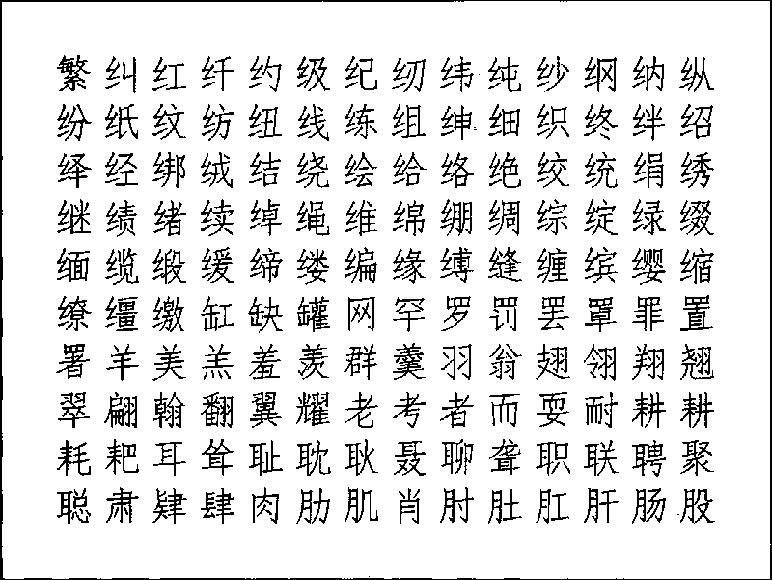 繁纠红纤约级纪纫纬纯纱纲纳纵
纷纸纹纺纽线练组绅细织终绊绍
绎经绑绒结绕绘给络绝绞统绢绣
继绩绪续绰绳维绵绷绸综绽绿缀
缅缆缎缓缔缕编缘缚缝缠缤缨缩
缭缰缴缸缺罐网罕罗罚罢罩罪置
署羊美羔羞羡群羹羽翁翅翎翔翘
翠翩翰翻翼耀老考者而耍耐耕耕
耗耙耳耸耻耽耿聂聊聋职联聘聚
聪肃肄肆肉肋肌肖肘肚肛肝肠股